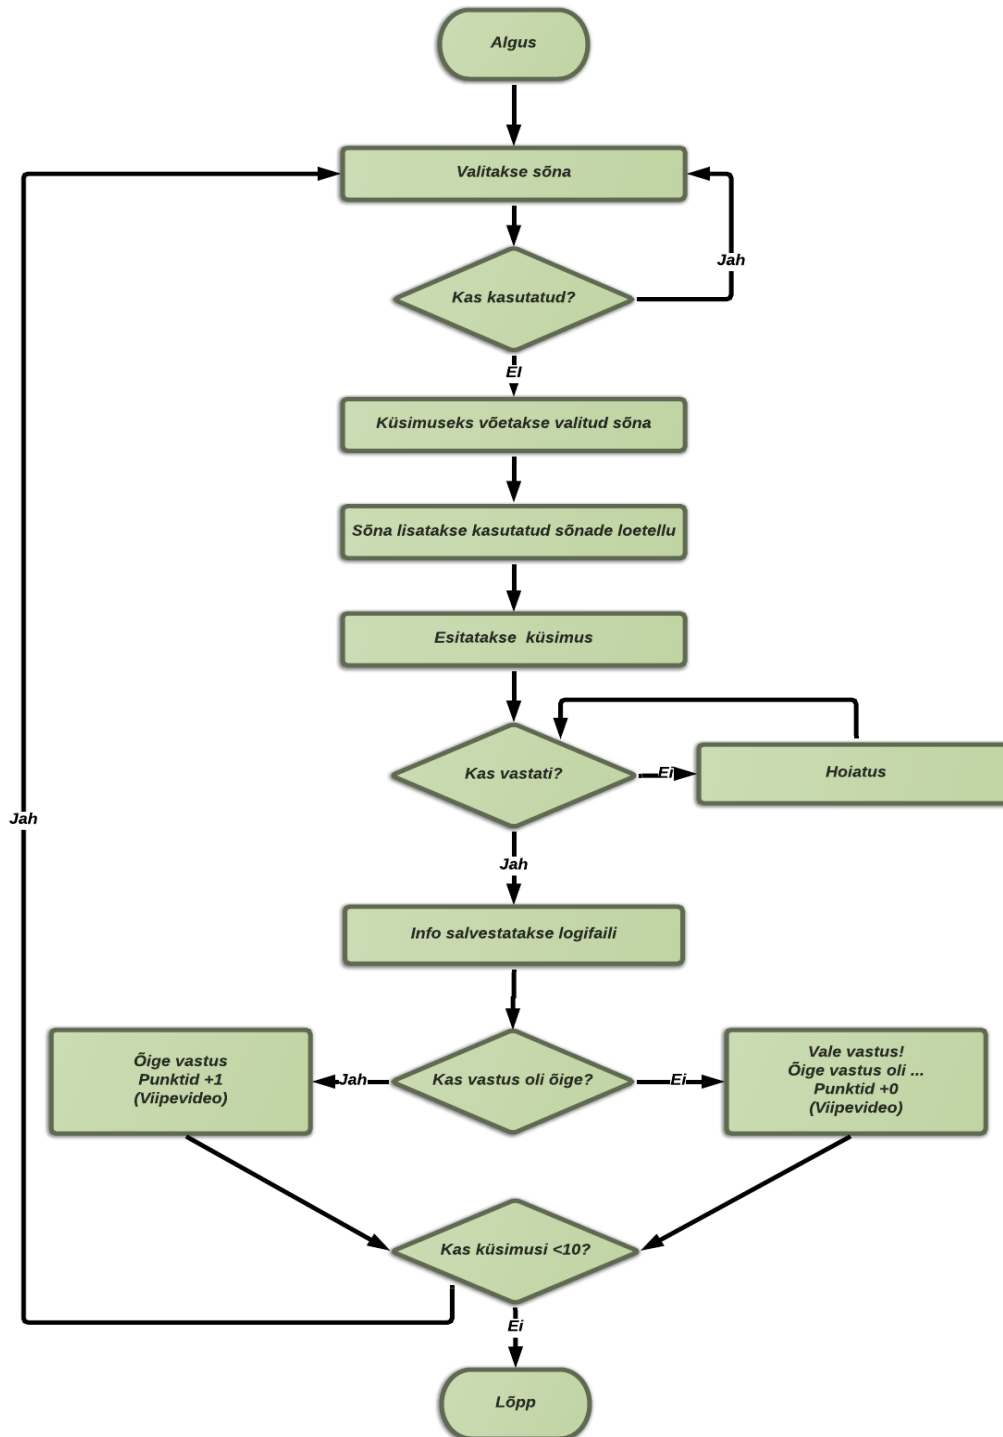 Algus
Valitakse sõna
Kas kasutatud?
Jah
EI
Küsimuseks võetakse valitud sõna
Sõna lisatakse kasutatud sõnade loetellu
Esitatakse küsimus
Kas vastati?
Ei
Hoiatus
Jah
Jah
Info salvestatakse logifaili
Kas vastus oli õige?
Jah
Õige vastus
Punktid +1
(Viipevideo)
Ei
Vale vastus!
Õige vastus oli ...
Punktid +0
(Viipevideo)
Kas küsimusi <10?
Ei
Lõpp